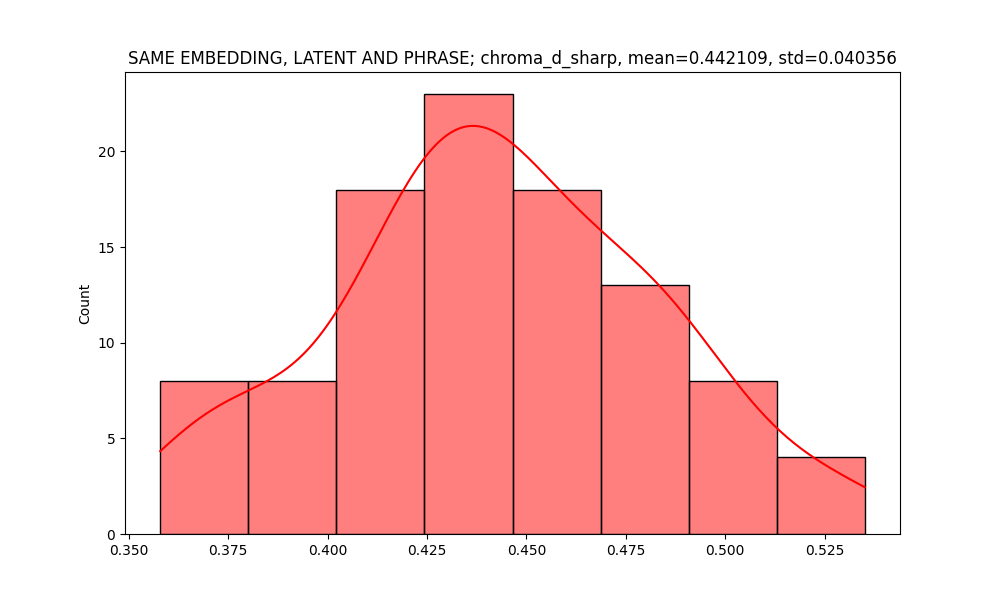 SAME EMBEDDING, LATENT AND PHRASE; chroma_d_sharp, mean=0.442109, std=0.040356
Count
20
15
10
5
0
0.350 0.375 0.400 0.425 0.450 0.475 0.500 0.525